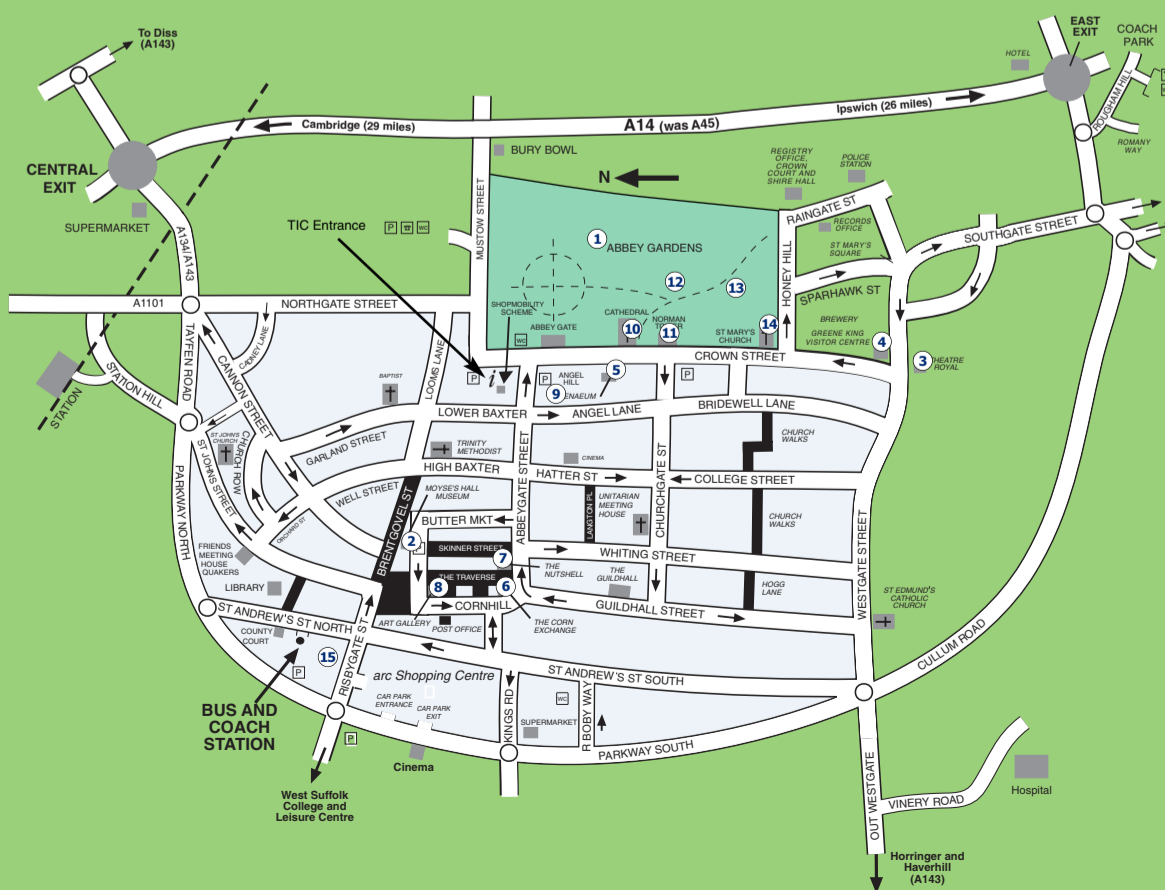 To Diss
(A143)
EAST
EXIT
COACH
PARK
HOTEL
ROUGHAM HILL
ROMANY
WAY
Cambridge (29 miles)
A14 (was A45)
Ipswich (26 miles)
CENTRAL
EXIT
SUPERMARKET
A134/A143
BURY BOWL
N
REGISTRY
OFFICE,
CROWN
COURT AND
SHIRE HALL
POLICE
STATION
TIC Entrance
P
WC
MUSTOW STREET
1
ABBEY GARDENS
RAINGATE ST
RECORDS
OFFICE
ST MARY'S
SQUARE
SOUTHGATE STREET
HONEY HILL
SPARHAWK ST
12
13
A1101
NORTHGATE STREET
SHOPMOBILITY
SCHEME
WC
ABBEY GATE
CATHEDRAL
10
NORMAN
11
ST MARY'S
CHURCH
14
BREWERY
GREENE KING
VISITOR CENTRE
4
3
THEATRE
ROYAL
CROWN STREET
TAYFEN ROAD
CANNON STREET
CADNEY LANE
LOOMS LANE
STATION HILL
STATION
BAPTIST
P
i
P
ANGEL
HILL
9
5
P
LOWER BAXTER
ANGEL LANE
BRIDEWELL LANE
ST JOHN'S
CHURCH
CHURCH ROW
ST JOHNS STREET
GARLAND STREET
TRINITY
METHODIST
CINEMA
CHURCH
WALKS
HIGH BAXTER
HATTER ST
COLLEGE STREET
ABBEYGATE STREET
CHURCHGATE ST
PARKWAY NORTH
WELL STREET
ORCHARD ST
BRENTGOVEL ST
MOYSE'S HALL
MUSEUM
LANGTON PL
UNITARIAN
MEETING
HOUSE
CHURCH
WALKS
WESTGATE STREET
BUTTER MKT
2
SKINNER STREET
7
WHITING STREET
FRIENDS
MEETING
HOUSE
QUAKERS
LIBRARY
THE TRAVERSE
8
6
THE
NUTSHELL
THE
GUILDHALL
HOGG
LANE
ST EDMUND'S
CATHOLIC
CHURCH
CORNHILL
GUILDHALL STREET
ST ANDREW'S ST NORTH
ART GALLERY
POST OFFICE
THE CORN
EXCHANGE
COUNTY
COURT
15
P
RISBYGATE ST
arc Shopping Centre
ST ANDREW'S ST SOUTH
CULLUM ROAD
CAR PARK
ENTRANCE
CAR PARK
EXIT
KINGS RD
WC
R BOBY WAY
SUPERMARKET
BUS AND
COACH
STATION
P
Cinema
PARKWAY SOUTH
OUT WESTGATE
VINERY ROAD
Hospital
West Suffolk
College and
Leisure Centre
Horringer and
Haverhill
(A143)